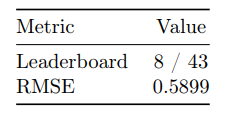 Metric Value
Leaderboard 8 / 43
RMSE 0.5899